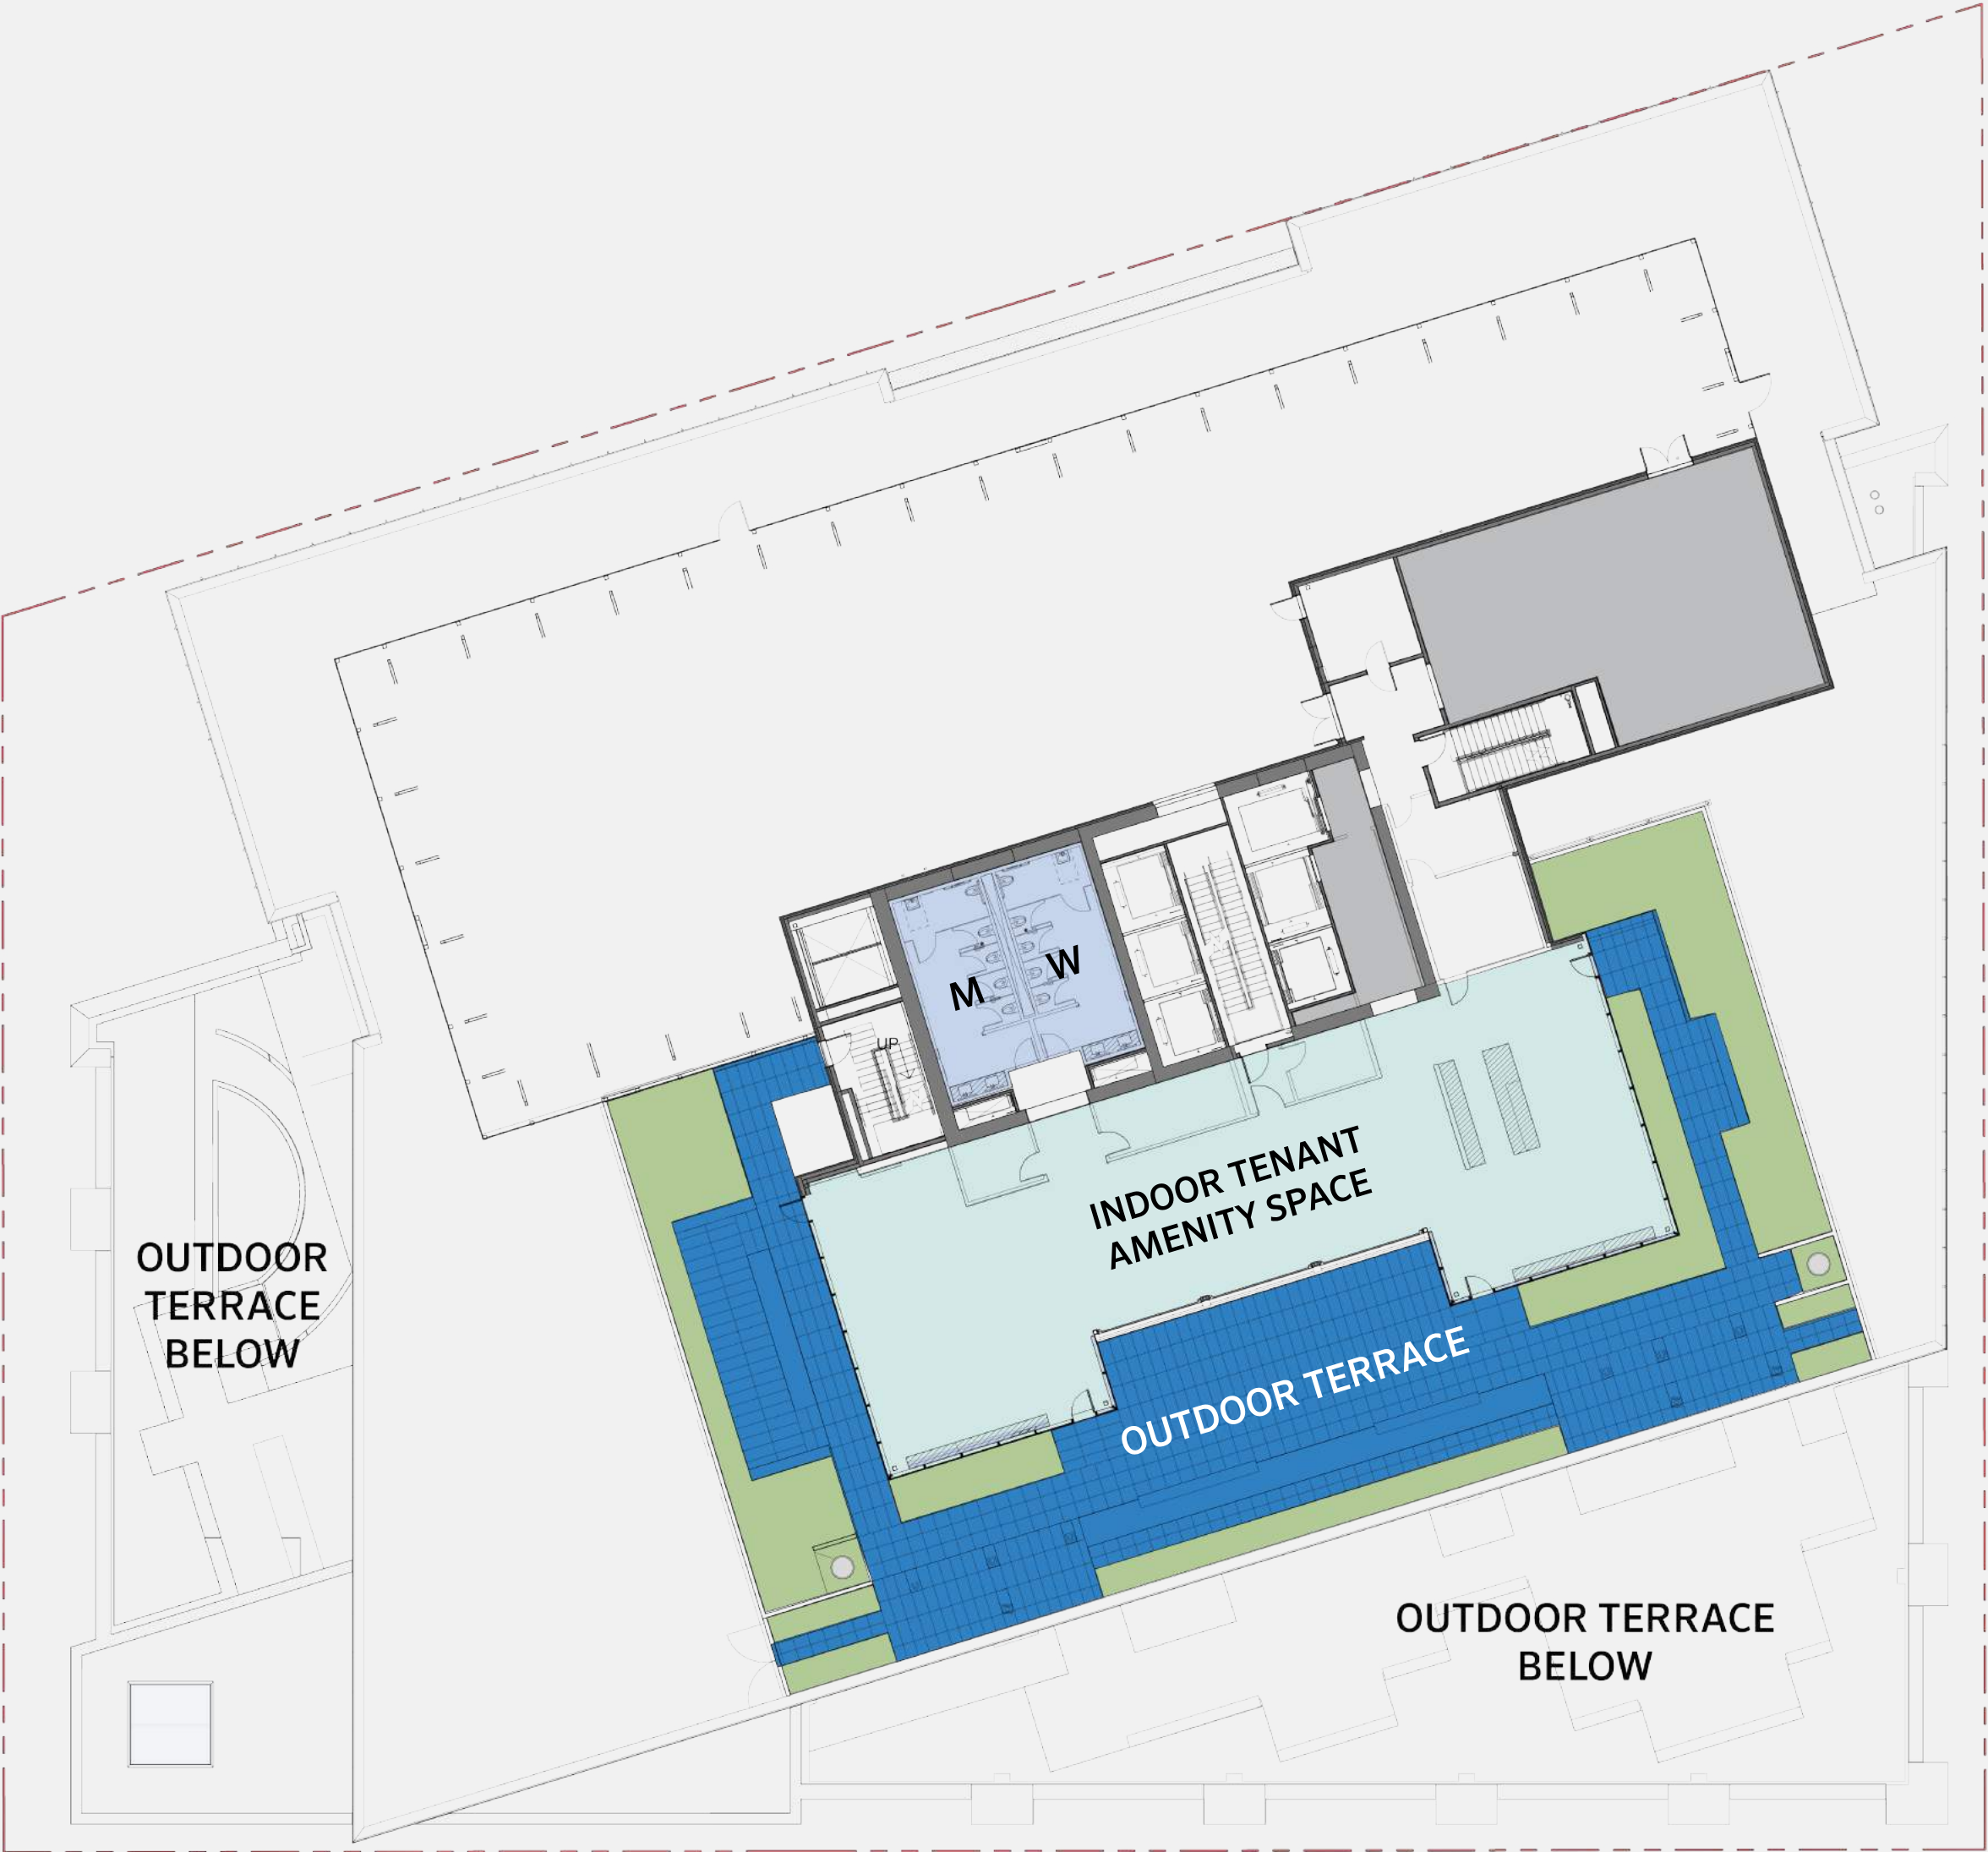 UP
M
W
INDOOR TENANT
AMENITY SPACE
OUTDOOR
TERRACE
BELOW
OUTDOOR TERRACE
OUTDOOR TERRACE
BELOW